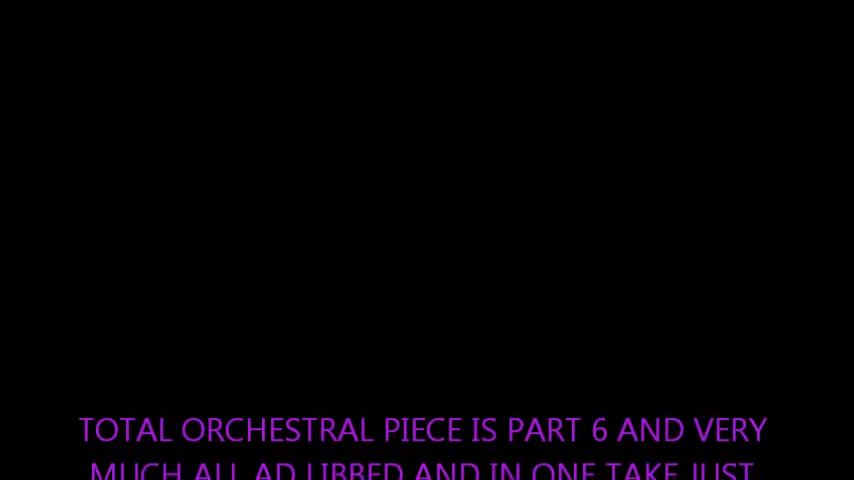 TOTAL ORCHESTRAL PIECE IS PART 6 AND VERY
MUCH ALL AD LIBBED AND IN ONE TAKE JUST